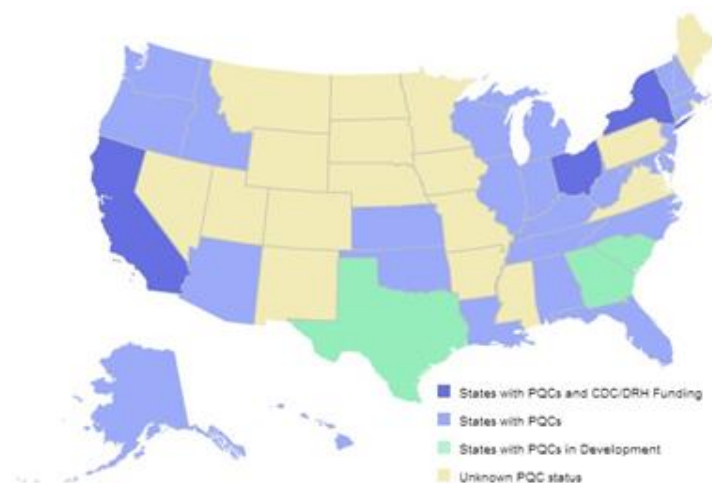 States with PQCs and CDC/DRH Funding
States with PQCs
States with PQCs in Development
Unknown PQC status